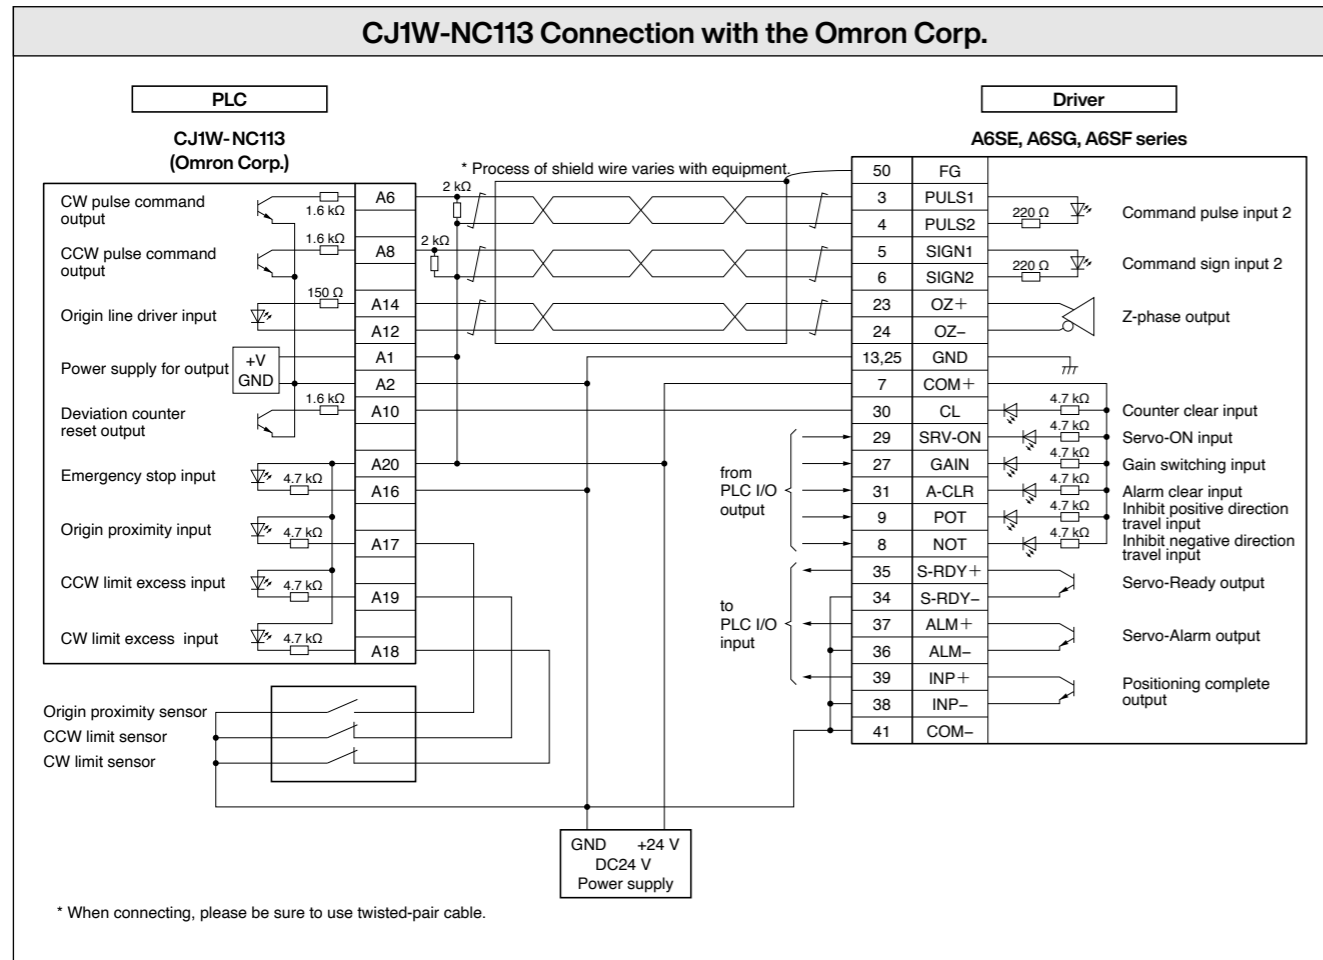 CJ1W-NC113 Connection with the Omron Corp.
PLC
Driver
CJ1W-NC113
(Omron Corp.)
A6SE, A6SG, A6SF series
* Process of shield wire varies with equipment.
CW pulse command
output
1.6 kΩ
A6
2 kΩ
CCW pulse command
output
1.6 kΩ
A8
2 kΩ
Origin line driver input
150 Ω
A14
A12
Power supply for output
+V
GND
A1
A2
Deviation counter
reset output
1.6 kΩ
A10
Emergency stop input
4.7 kΩ
A20
A16
Origin proximity input
4.7 kΩ
A17
CCW limit excess input
4.7 kΩ
A19
CW limit excess input
4.7 kΩ
A18
Origin proximity sensor
CCW limit sensor
CW limit sensor
from
PLC I/O
output
to
PLC I/O
input
50 FG
3 PULS1
4 PULS2
220 Ω
Command pulse input 2
5 SIGN1
6 SIGN2
220 Ω
Command sign input 2
23 OZ+
24 OZ−
Z-phase output
13,25 GND
7 COM+
30 CL 4.7 kΩ Counter clear input
29 SRV-ON 4.7 kΩ Servo-ON input
27 GAIN 4.7 kΩ Gain switching input
31 A-CLR 4.7 kΩ Alarm clear input
9 POT 4.7 kΩ Inhibit positive direction
travel input
8 NOT 4.7 kΩ Inhibit negative direction
travel input
35 S-RDY+
34 S-RDY−
Servo-Ready output
37 ALM+
36 ALM−
Servo-Alarm output
39 INP+
38 INP−
Positioning complete
output
41 COM−
GND +24 V
DC24 V
Power supply
* When connecting, please be sure to use twisted-pair cable.